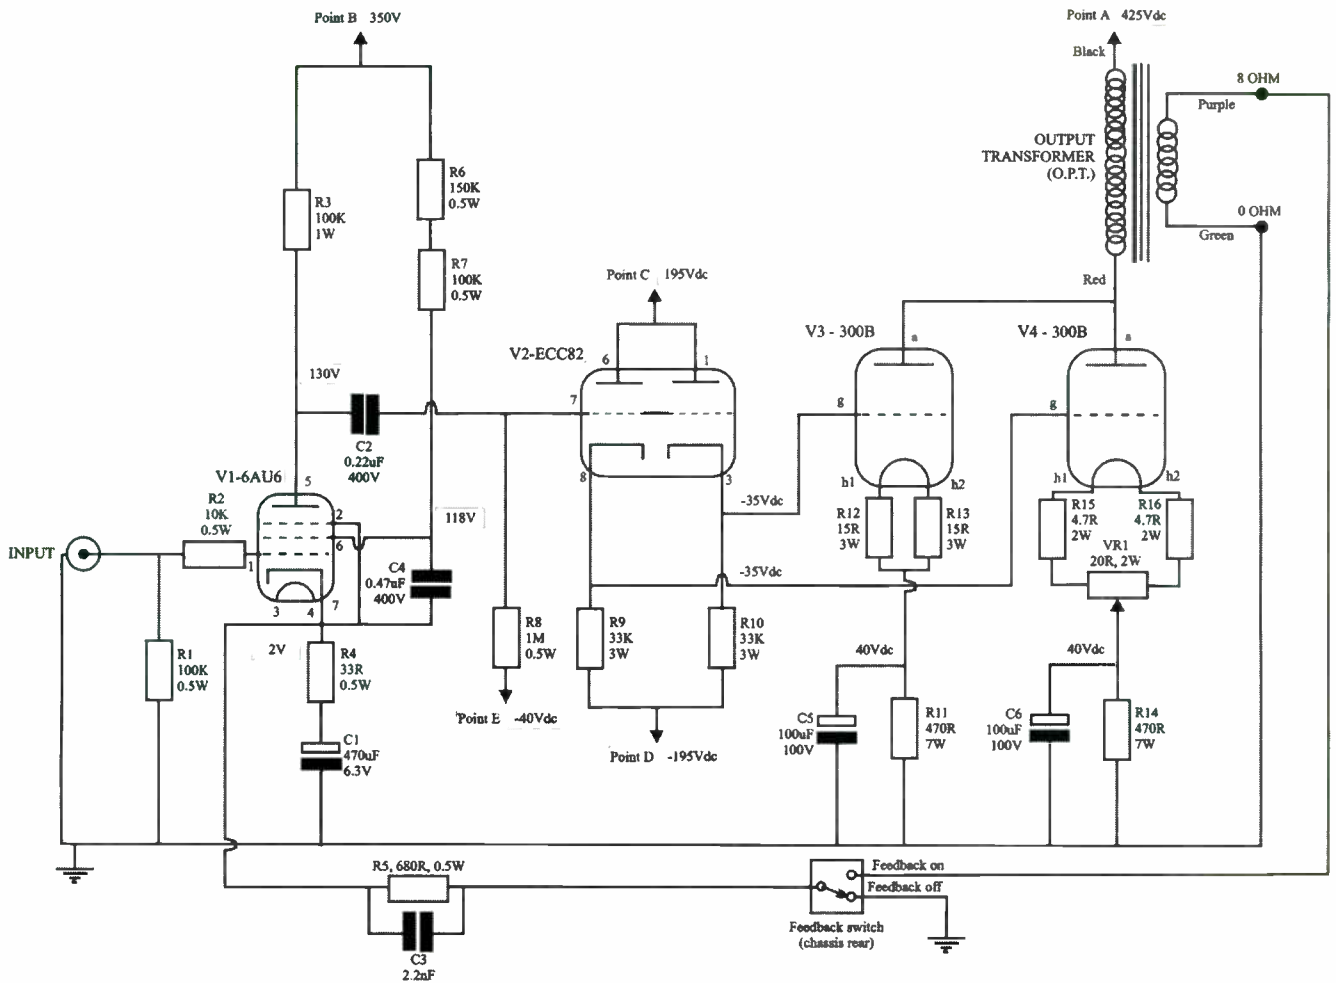 Point B 350V
Point A 425Vdc
Black
8 OHM
Purple
OUTPUT
TRANSFORMER
(O.P.T.)
0 OHM
Green
Red
R3
100K
1W
R6
150K
0.5W
R7
100K
0.5W
Point C 195Vdc
V2-ECC82
6
1
7
8
3
V3 - 300B
a
g
h1
h2
V4 - 300B
a
g
h1
h2
130V
C2
0.22uF
400V
V1-6AU6
5
2
6
1
3
4
7
118V
R2
10K
0.5W
INPUT
C4
0.47uF
400V
-35Vdc
-35Vdc
R12
15R
3W
R13
15R
3W
R15
4.7R
2W
R16
4.7R
2W
VR1
20R, 2W
R1
100K
0.5W
2V
R4
33R
0.5W
R8
1M
0.5W
R9
33K
3W
R10
33K
3W
40Vdc
40Vdc
Point E -40Vdc
Point D -195Vdc
C1
470uF
6.3V
C5
100uF
100V
R11
470R
7W
C6
100uF
100V
R14
470R
7W
R5, 680R, 0.5W
C3
2.2nF
Feedback on
Feedback off
Feedback switch
(chassis rear)